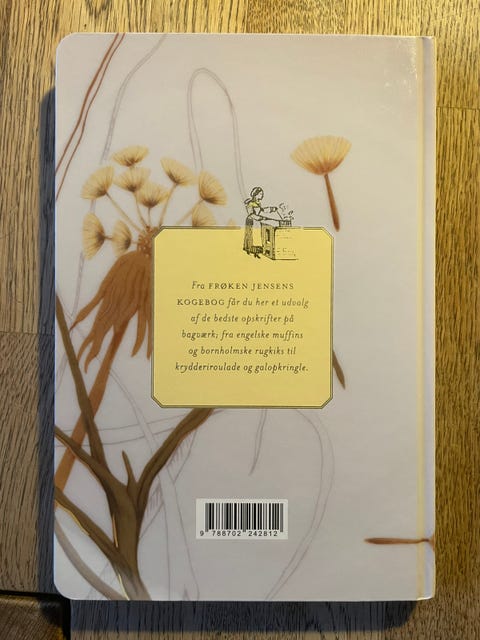 Fra FRØKEN JENSENS
KOGEBOG får du her et udvalg
af de bedste opskrifter på
bagværk; fra engelske muffins
og bornholmske rugkiks til
krydderiroulade og galopkringle.
9 788702 242812